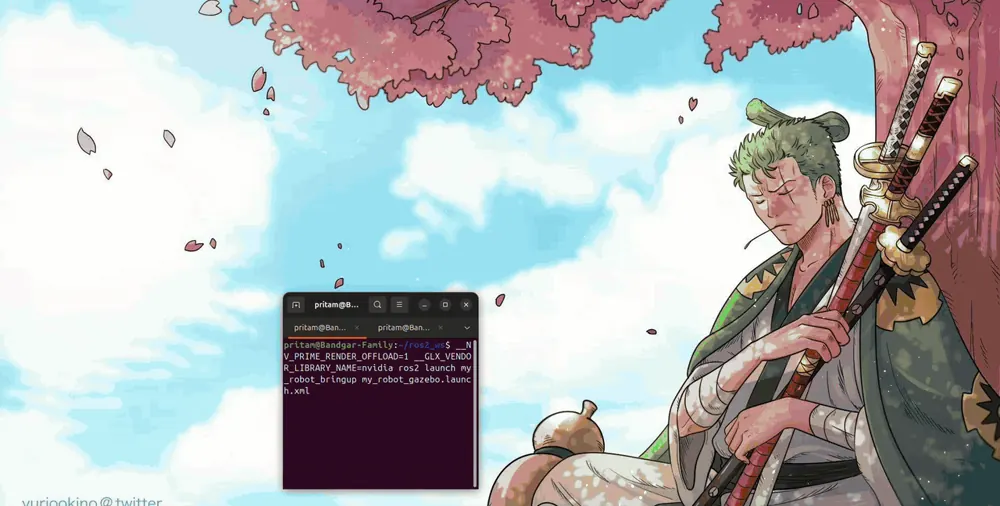 pritam@B...
pritam@Ban...
pritam@Ban...
pritam@Bandgar-Family:~/ros2_ws$ __N
V_PRIME_RENDER_OFFLOAD=1 __GLX_VENDO
R_LIBRARY_NAME=nvidia ros2 launch my
_robot_bringup my_robot_gazebo.launc
h.xml
yuriookino@twitter